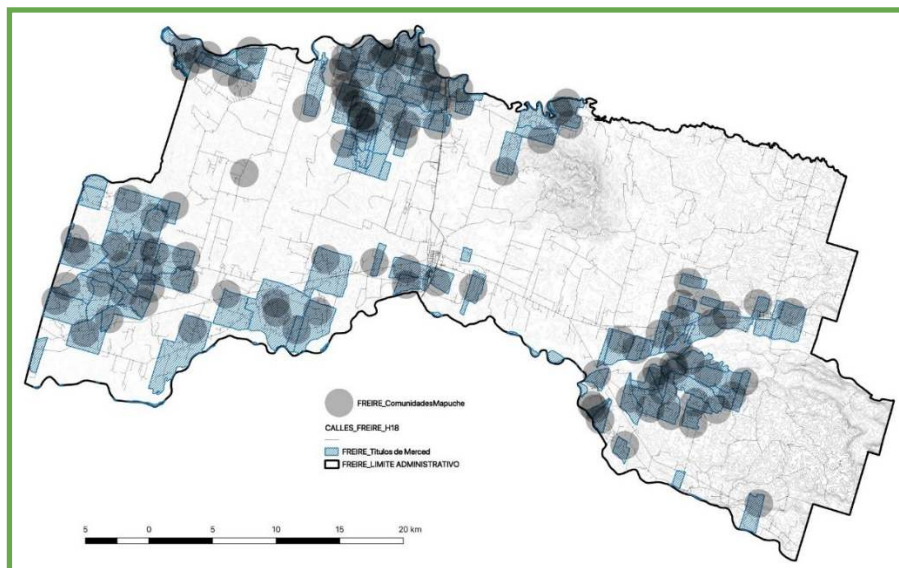 FREIRE_ComunidadesMapuche
CALLES_FREIRE_H18
FREIRE_Titulos de Merced
FREIRE_LIMITE ADMINISTRATIVO
5 0 5 10 15 20 km